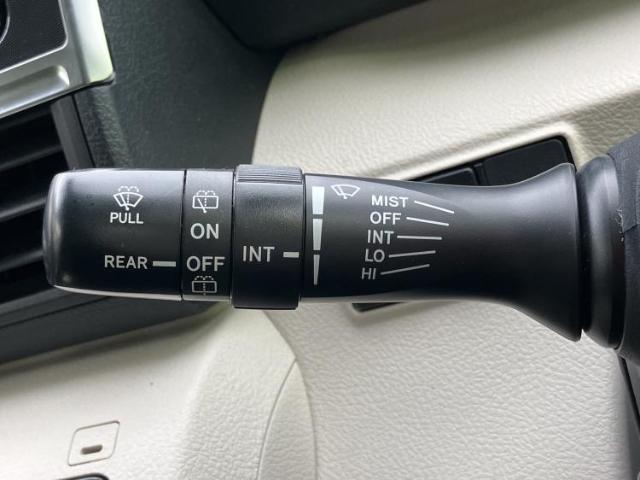 PULL
REAR
ON
OFF
INT
MIST
OFF
INT
LO
HI